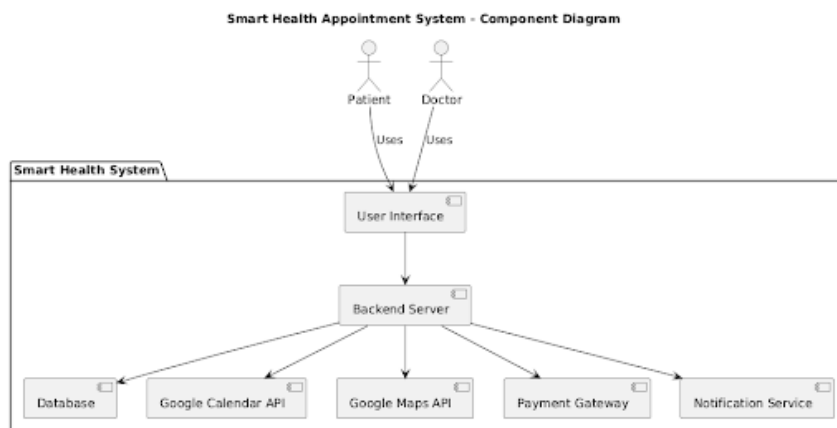 Smart Health Appointment System - Component Diagram
Patient
Doctor
Uses
Uses
Smart Health System
User Interface
Backend Server
Database
Google Calendar API
Google Maps API
Payment Gateway
Notification Service